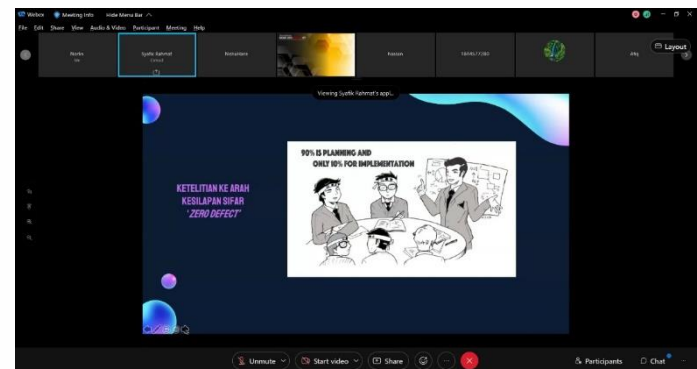 Webex Meeting Info Hide Menu Bar
File Edit Share View Audio & Video Participant Meeting Help
Norlin
Syafik Rahmat
Hassan
Layout
Viewing Syafik Rahmat's appl...
90% IS PLANNING AND
ONLY 10% FOR IMPLEMENTATION
KETELITIAN KE ARAH
KESILAPAN SIFAR
'ZERO DEFECT'
Unmute
Start video
Share
Participants
Chat